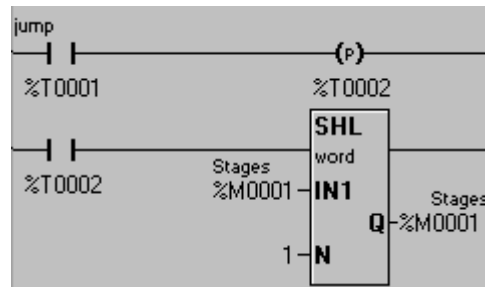 jump
(P)
%T0001 %T0002
SHL
word
Stages
%T0002 %M0001 IN1
Stages
Q %M0001
1 N